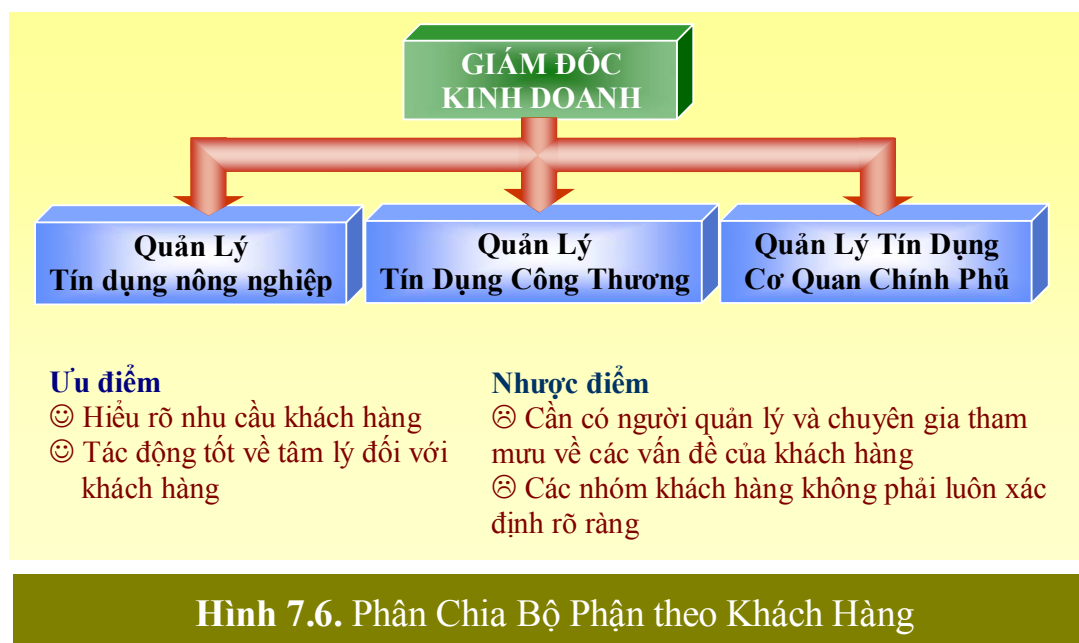 GIÁM ĐỐC
KINH DOANH
Quản Lý
Tín dụng nông nghiệp
Quản Lý
Tín Dụng Công Thương
Quản Lý Tín Dụng
Cơ Quan Chính Phủ
Ưu điểm
☺ Hiểu rõ nhu cầu khách hàng
☺ Tác động tốt về tâm lý đối với
khách hàng
Nhược điểm
☹ Cần có người quản lý và chuyên gia tham
mưu về các vấn đề của khách hàng
☹ Các nhóm khách hàng không phải luôn xác
định rõ ràng
Hình 7.6. Phân Chia Bộ Phận theo Khách Hàng